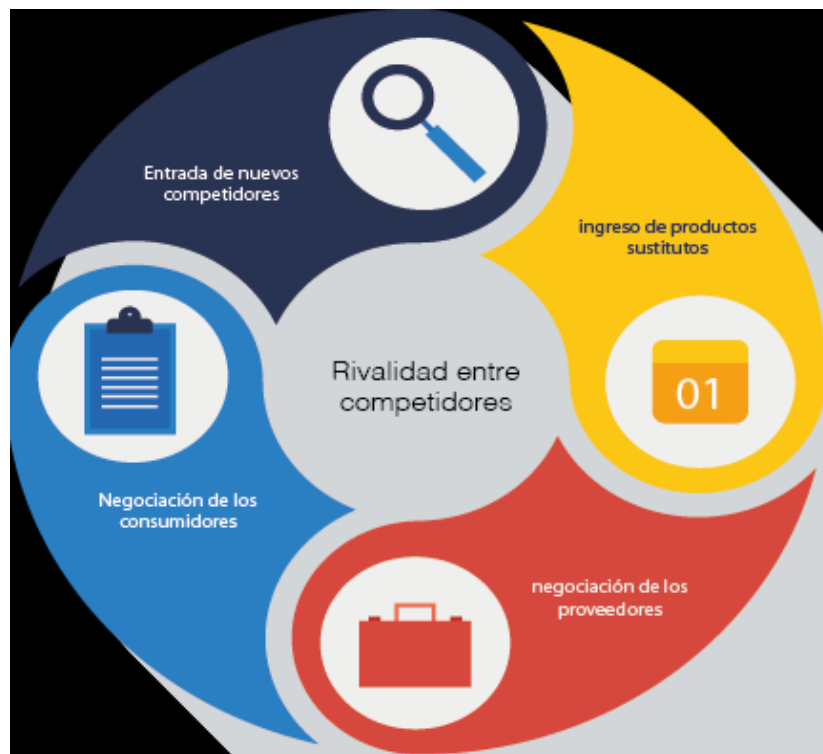 Entrada de nuevos
competidores
ingreso de productos
sustitutos
01
Rivalidad entre
competidores
Negociación de los
consumidores
negociación de los
proveedores